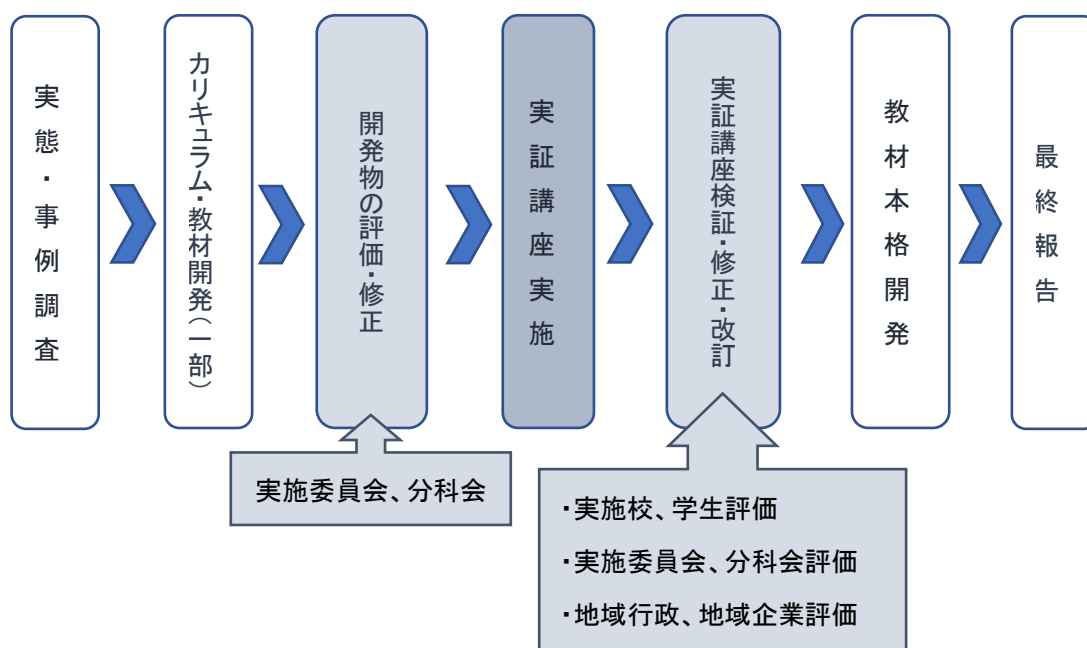 実態・事例調査
カリキュラム・教材開発（一部）
開発物の評価・修正
実証講座実施
実証講座検証・修正・改訂
教材本格開発
最終報告
実施委員会、分科会
・実施校、学生評価
・実施委員会、分科会評価
・地域行政、地域企業評価